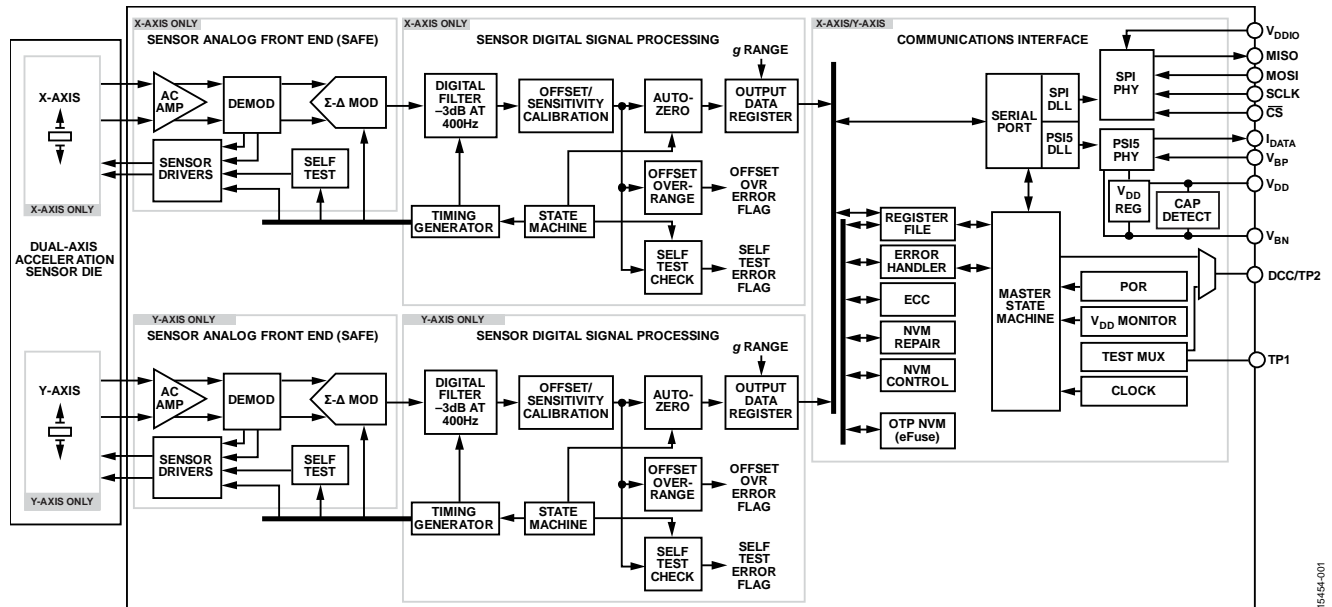 X-AXIS ONLY
SENSOR ANALOG FRONT END (SAFE)
X-AXIS
X-AXIS ONLY
DUAL-AXIS
ACCELERATION
SENSOR DIE
AC
AMP
DEMOD
Σ-Δ MOD
SENSOR
DRIVERS
SELF
TEST
X-AXIS ONLY
SENSOR DIGITAL SIGNAL PROCESSING
g RANGE
DIGITAL
FILTER
–3dB AT
400Hz
OFFSET/
SENSITIVITY
CALIBRATION
AUTO-
ZERO
OUTPUT
DATA
REGISTER
OFFSET
OVER-
RANGE
OFFSET
OVR
ERROR
FLAG
TIMING
GENERATOR
STATE
MACHINE
SELF
TEST
CHECK
SELF
TEST
ERROR
FLAG
Y-AXIS ONLY
SENSOR ANALOG FRONT END (SAFE)
Y-AXIS
Y-AXIS ONLY
AC
AMP
DEMOD
Σ-Δ MOD
SENSOR
DRIVERS
SELF
TEST
Y-AXIS ONLY
SENSOR DIGITAL SIGNAL PROCESSING
g RANGE
DIGITAL
FILTER
–3dB AT
400Hz
OFFSET/
SENSITIVITY
CALIBRATION
AUTO-
ZERO
OUTPUT
DATA
REGISTER
OFFSET
OVER-
RANGE
OFFSET
OVR
ERROR
FLAG
TIMING
GENERATOR
STATE
MACHINE
SELF
TEST
CHECK
SELF
TEST
ERROR
FLAG
X-AXIS/Y-AXIS
COMMUNICATIONS INTERFACE
SERIAL
PORT
SPI
DLL
PSI5
DLL
SPI
PHY
PSI5
PHY
VDD
REG
CAP
DETECT
REGISTER
FILE
ERROR
HANDLER
ECC
NVM
REPAIR
NVM
CONTROL
OTP NVM
(eFuse)
MASTER
STATE
MACHINE
POR
VDD MONITOR
TEST MUX
CLOCK
VDDIO
MISO
MOSI
SCLK
CS
IDATA
VBP
VDD
VBN
DCC/TP2
TP1
15454-001